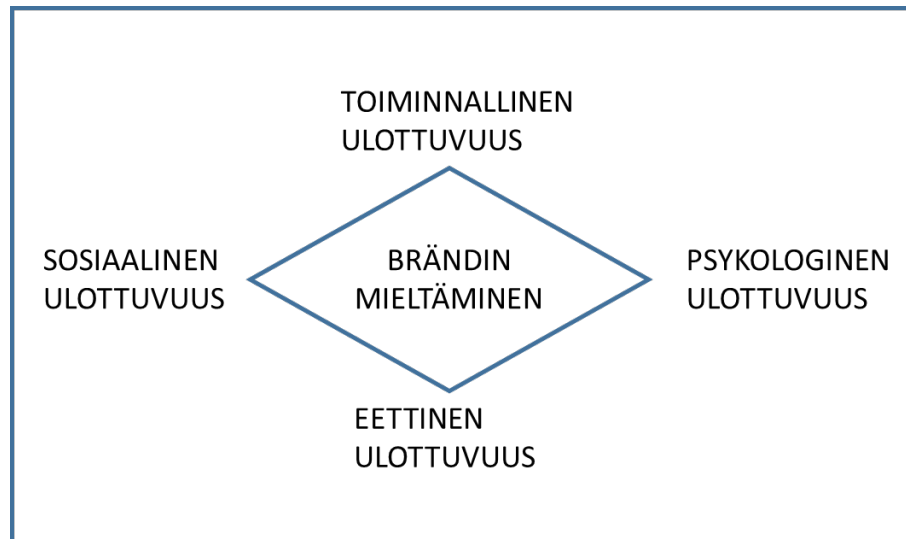 TOIMINNALLINEN
ULOTTUVUUS
SOSIAALINEN
ULOTTUVUUS
BRÄNDIN
MIELTÄMINEN
PSYKOLOGINEN
ULOTTUVUUS
EETTINEN
ULOTTUVUUS